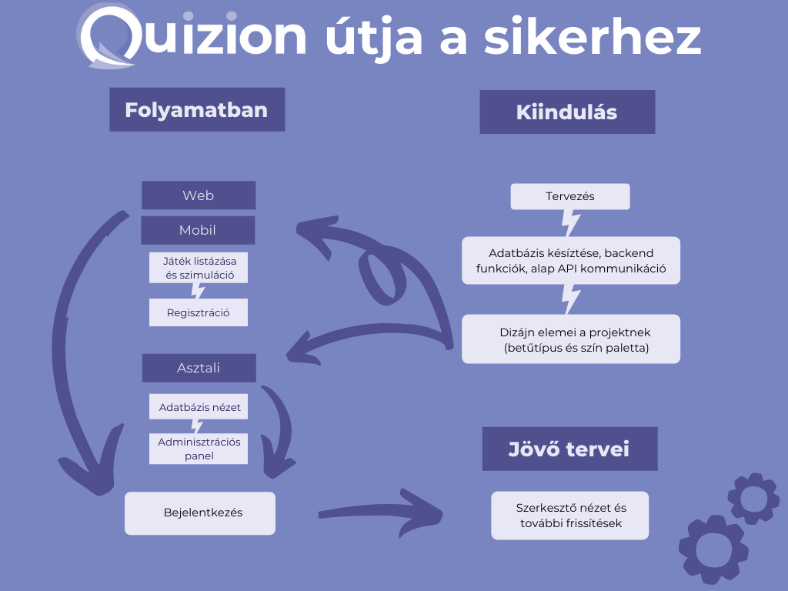 Quizion útja a sikerhez
Folyamatban
Web
Mobil
Játék listázása
és szimuláció
Regisztráció
Asztali
Adatbázis nézet
Adminisztrációs
panel
Bejelentkezés
Kiindulás
Tervezés
Adatbázis készítése, backend
funkciók, alap API kommunikáció
Dizájn elemei a projektnek
(betűtípus és szín paletta)
Jövő tervei
Szerkesztő nézet és
további frissítések